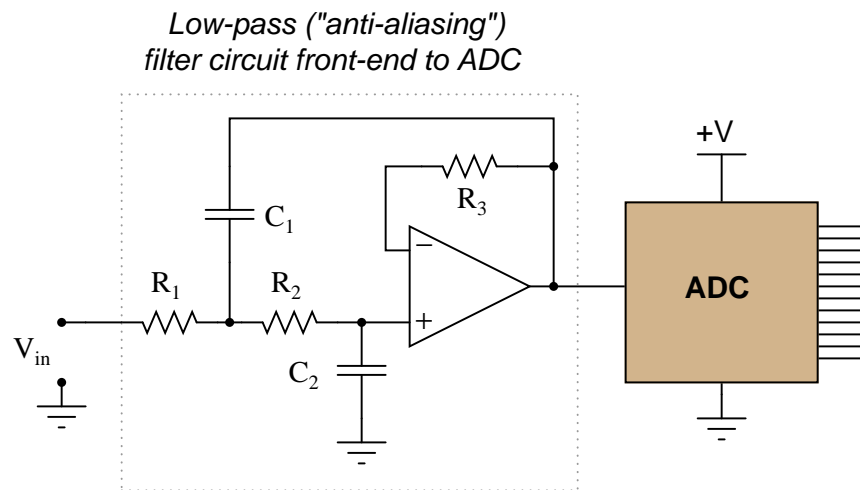 Low-pass ("anti-aliasing")
filter circuit front-end to ADC
+V
R₃
C₁
−
ADC
R₁
R₂
+
Vᵢₙ
C₂